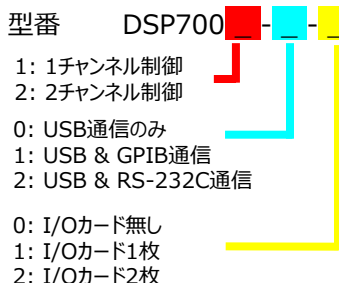 型番 DSP700_-_-_
1: 1チャンネル制御
2: 2チャンネル制御
0: USB通信のみ
1: USB & GPIB通信
2: USB & RS-232C通信
0: I/Oカード無し
1: I/Oカード1枚
2: I/Oカード2枚